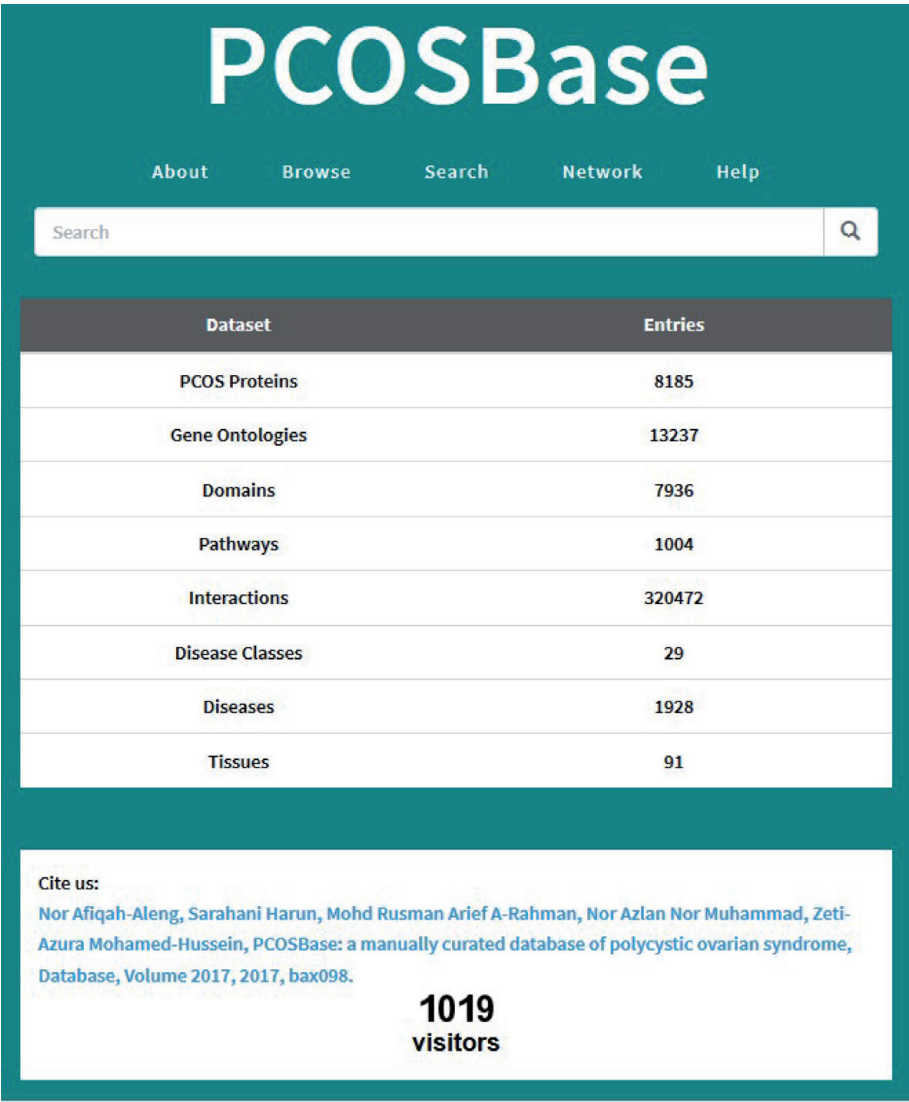 PCOSBase
About Browse Search Network Help
Search
Dataset Entries
PCOS Proteins 8185
Gene Ontologies 13237
Domains 7936
Pathways 1004
Interactions 320472
Disease Classes 29
Diseases 1928
Tissues 91
Cite us:
Nor Afiqah-Aleng, Sarahani Harun, Mohd Rusman Arief A-Rahman, Nor Azlan Nor Muhammad, Zeti-
Azura Mohamed-Hussein, PCOSBase: a manually curated database of polycystic ovarian syndrome,
Database, Volume 2017, 2017, bax098.
1019
visitors